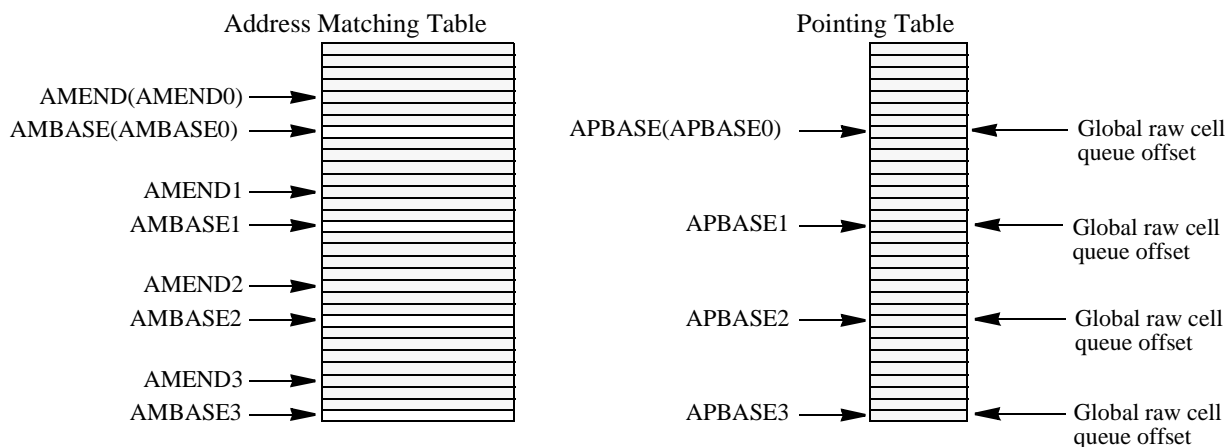 Address Matching Table
AMEND(AMEND0)
AMBASE(AMBASE0)
AMEND1
AMBASE1
AMEND2
AMBASE2
AMEND3
AMBASE3
Pointing Table
APBASE(APBASE0)
APBASE1
APBASE2
APBASE3
Global raw cell
queue offset
Global raw cell
queue offset
Global raw cell
queue offset
Global raw cell
queue offset